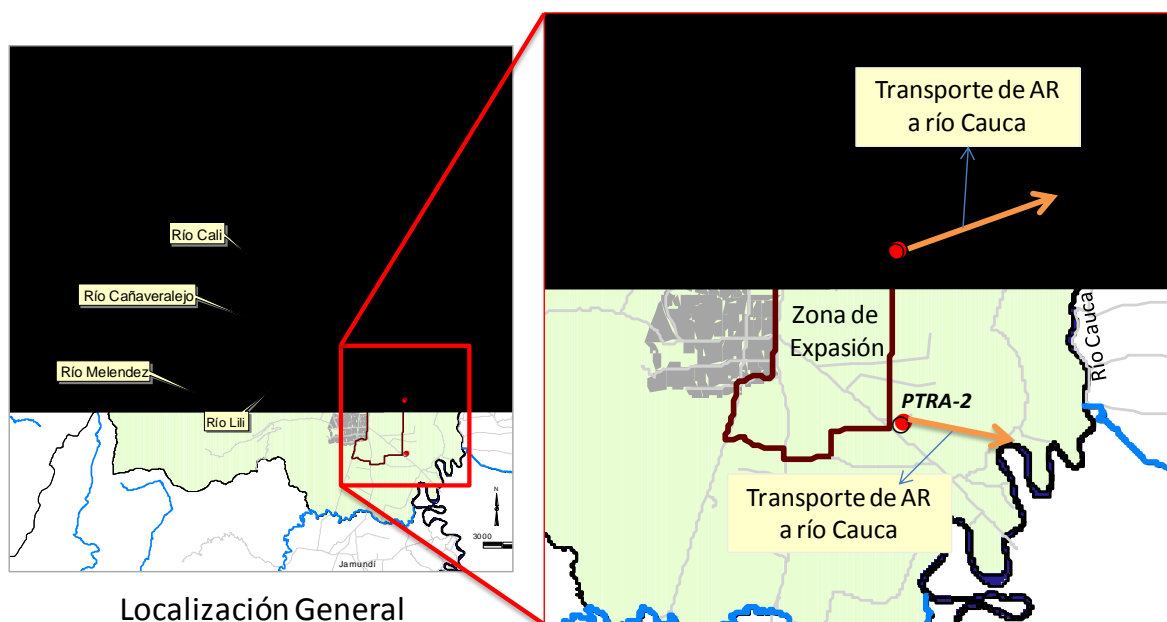 Río Cali
Río Cañaveralejo
Río Melendez
Río Lili
N
3000
Jamundí
Localización General
Transporte de AR
a río Cauca
Zona de
Expasión
Río Cauca
PTRA-2
Transporte de AR
a río Cauca